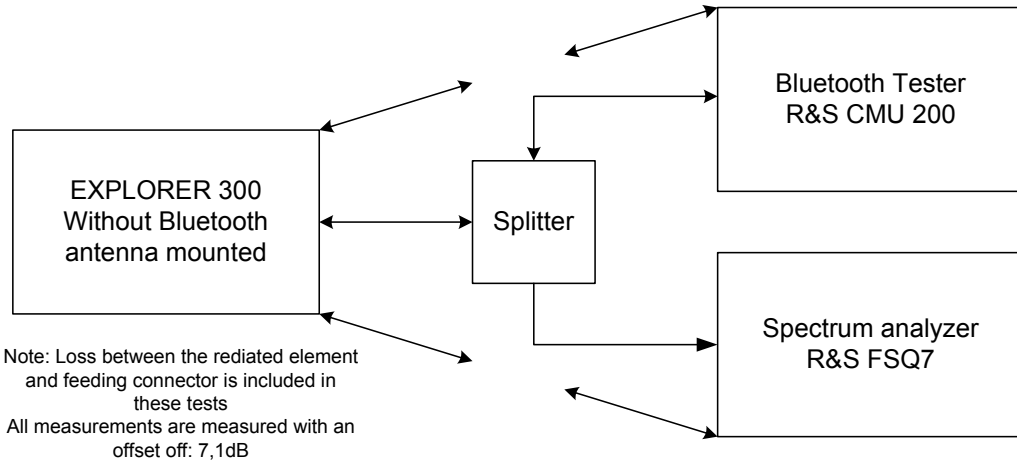 EXPLORER 300
Without Bluetooth
antenna mounted
Note: Loss between the rediated element
and feeding connector is included in
these tests
All measurements are measured with an
offset off: 7,1dB
Splitter
Bluetooth Tester
R&S CMU 200
Spectrum analyzer
R&S FSQ7